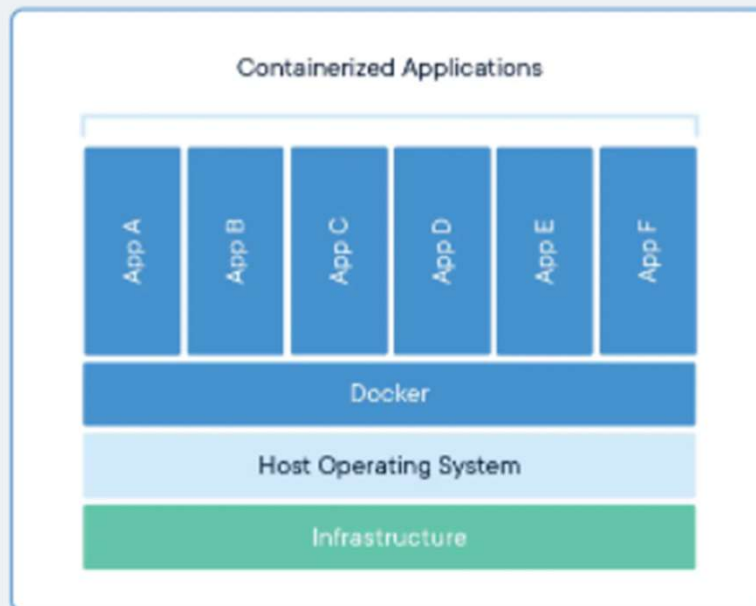 Containerized Applications
App A
App B
App C
App D
App E
App F
Docker
Host Operating System
Infrastructure